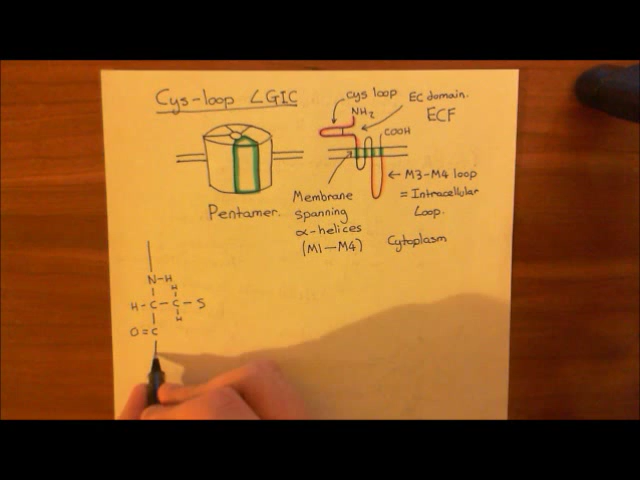 Cys-loop LGIC
cys loop
NH2
EC domain.
ECF
COOH
← M3-M4 loop
= Intracellular
Loop.
Pentamer.
Membrane
spanning
α-helices
(M1-M4)
Cytoplasm
N-H
H
H-C-C-S
H
O=C